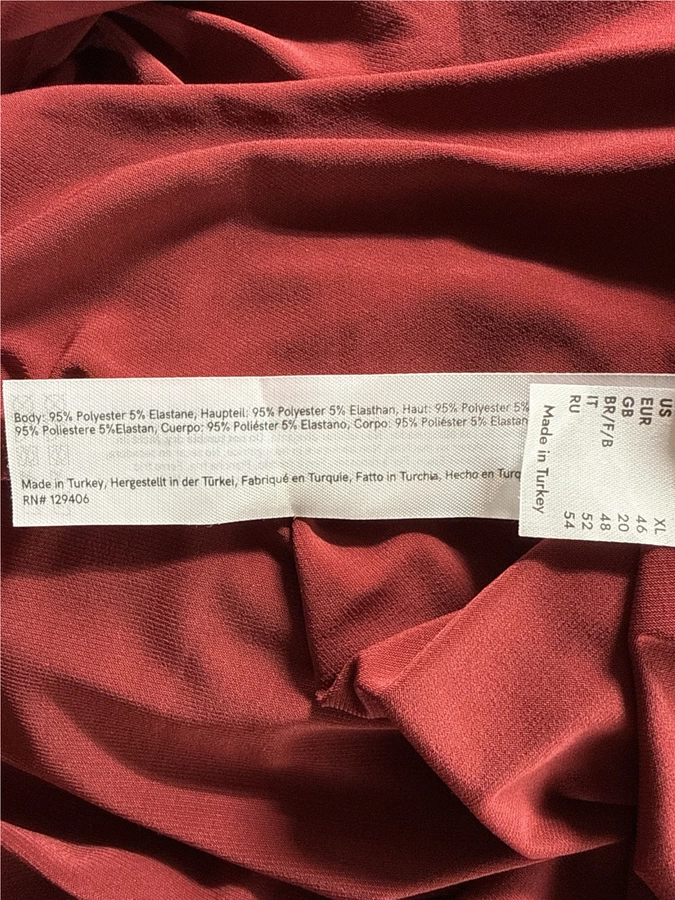 Body: 95% Polyester 5% Elastane, Hauptteil: 95% Polyester 5% Elasthan, Haut: 95% Polyester 5%
95% Poliestere 5%Elastan, Cuerpo: 95% Poliéster 5% Elastano, Corpo: 95% Poliéster 5% Elastan
Made in Turkey, Hergestellt in der Türkei, Fabriqué en Turquie, Fatto in Turchia, Hecho en Turq
RN# 129406
US XL
EUR 46
GB 20
BR/F/B 48
IT 52
RU 54
Made in Turkey